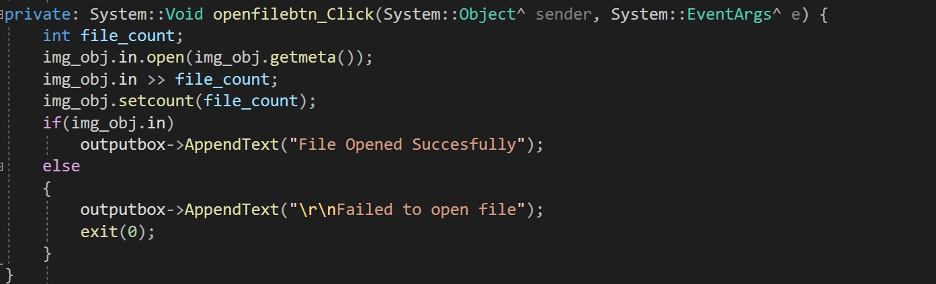 private: System::Void openfilebtn_Click(System::Object^ sender, System::EventArgs^ e) {
int file_count;
img_obj.in.open(img_obj.getmeta());
img_obj.in >> file_count;
img_obj.setcount(file_count);
if(img_obj.in)
outputbox->AppendText("File Opened Succesfully");
else
{
outputbox->AppendText("\r\nFailed to open file");
exit(0);
}
}